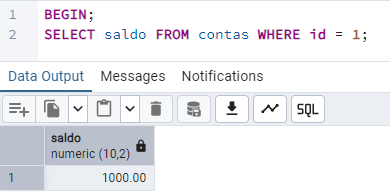 1 BEGIN;
2 SELECT saldo FROM contas WHERE id = 1;
Data Output Messages Notifications
SQL
saldo
numeric (10,2)
1 1000.00